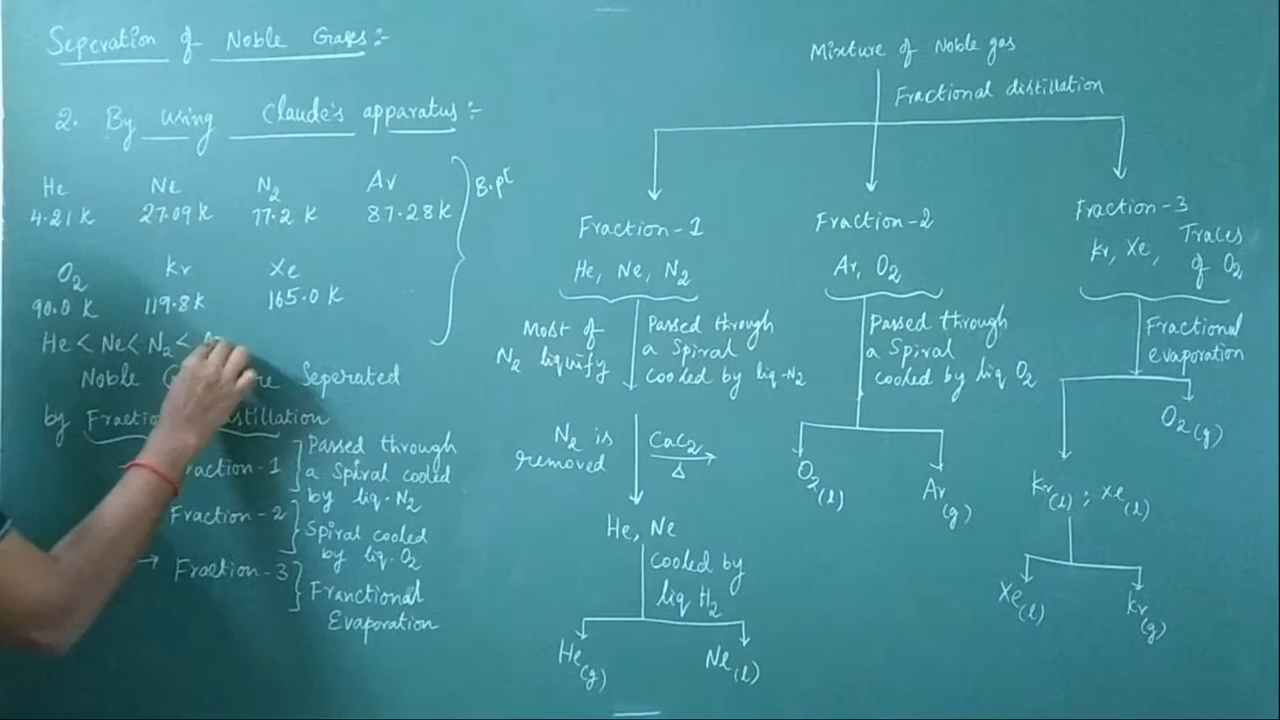 Seperation of Noble Gases:-
2. By using Claude's apparatus:-
He Ne N2 Ar
4.21 K 27.09 K 77.2 K 87.28 K
B.pt
O2 Kr Xe
90.0 K 119.8 K 165.0 K
He < Ne < N2 <
Noble Seperated
by
Fraction-1
Passed through
a Spiral cooled
by liq. N2
Fraction-2
Spiral cooled
by liq. O2
→ Fraction-3
Franctional
Evaporation
Mixture of Noble gas
Fractional distillation
Fraction-1
He, Ne, N2
Most of
N2 liquify
Passed through
a Spiral
cooled by liq-N2
N2 is
removed
CaC2
Δ
He, Ne
cooled by
liq H2
He(g) Ne(l)
Fraction-2
Ar, O2
Passed through
a Spiral
cooled by liq O2
O2(l) Ar(g)
Fraction-3
Kr, Xe, Traces
of O2
Fractional
evaporation
O2(g)
Kr(l) ; Xe(l)
Xe(l) Kr(g)